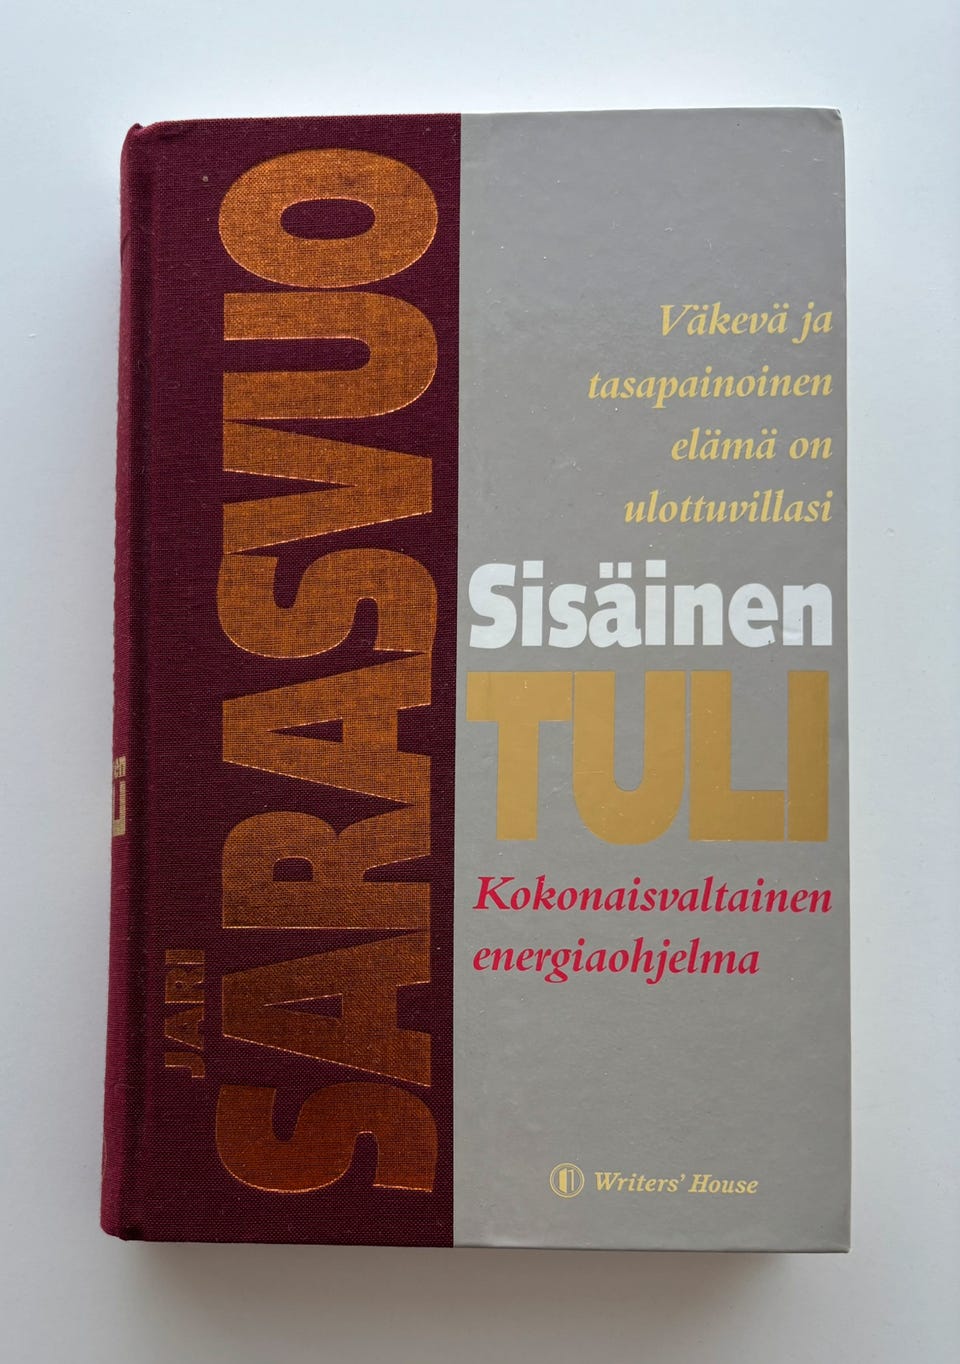 JARI
SARASVUO
Väkevä ja
tasapainoinen
elämä on
ulottuvillasi
Sisäinen
TULI
Kokonaisvaltainen
energiaohjelma
Writers' House